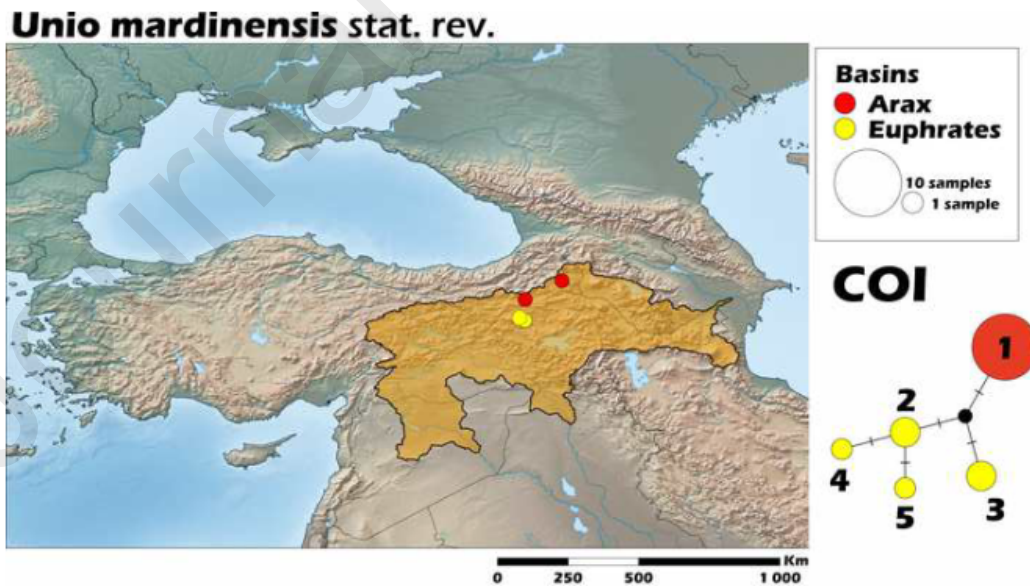 Unio mardinensis stat. rev.
Basins
Arax
Euphrates
10 samples
1 sample
COI
1
2
4
5
3
Km
0 250 500 1 000